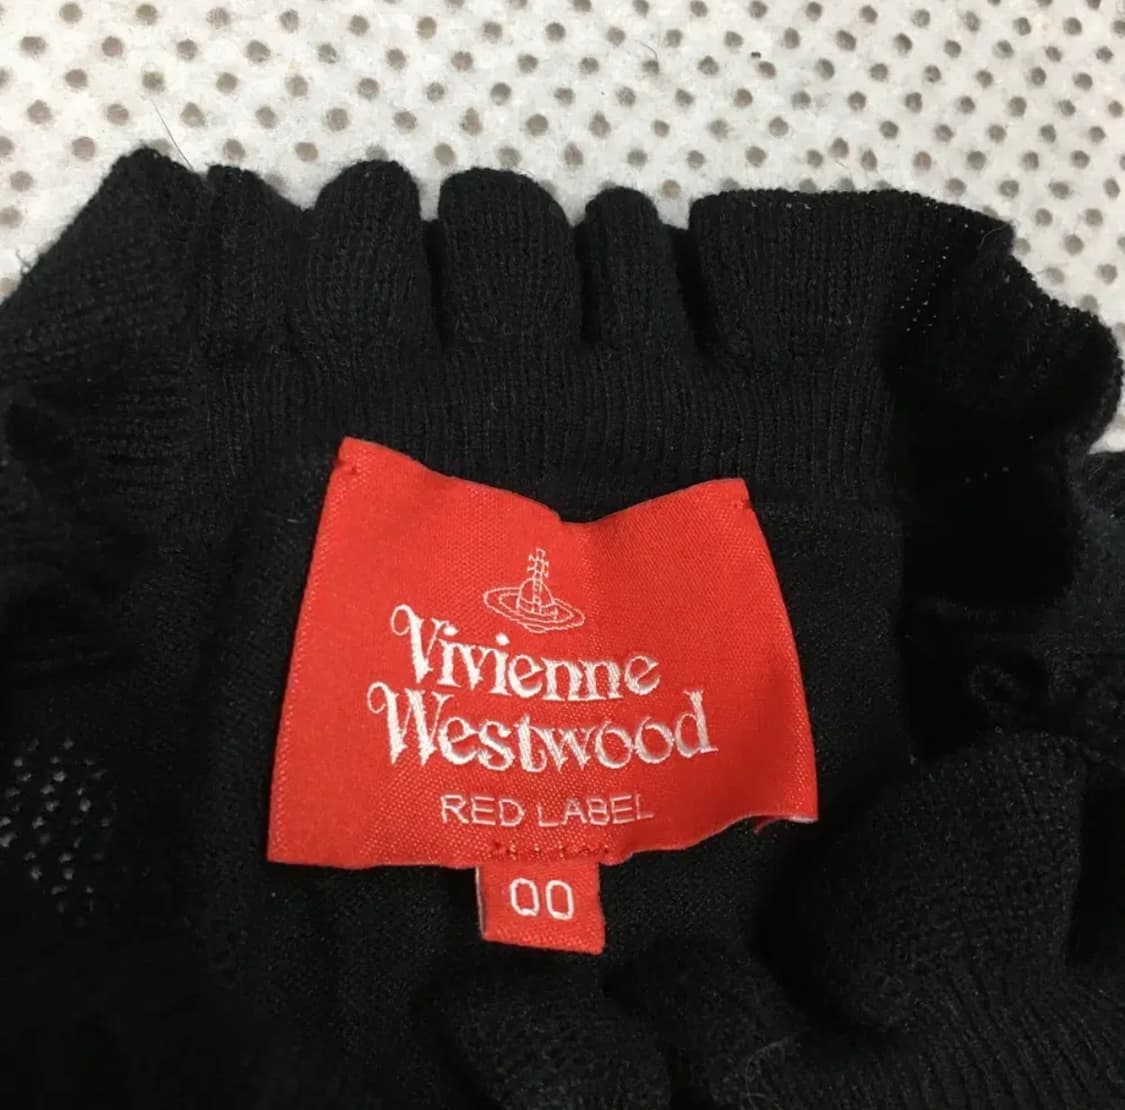 Vivienne
Westwood
RED LABEL
00